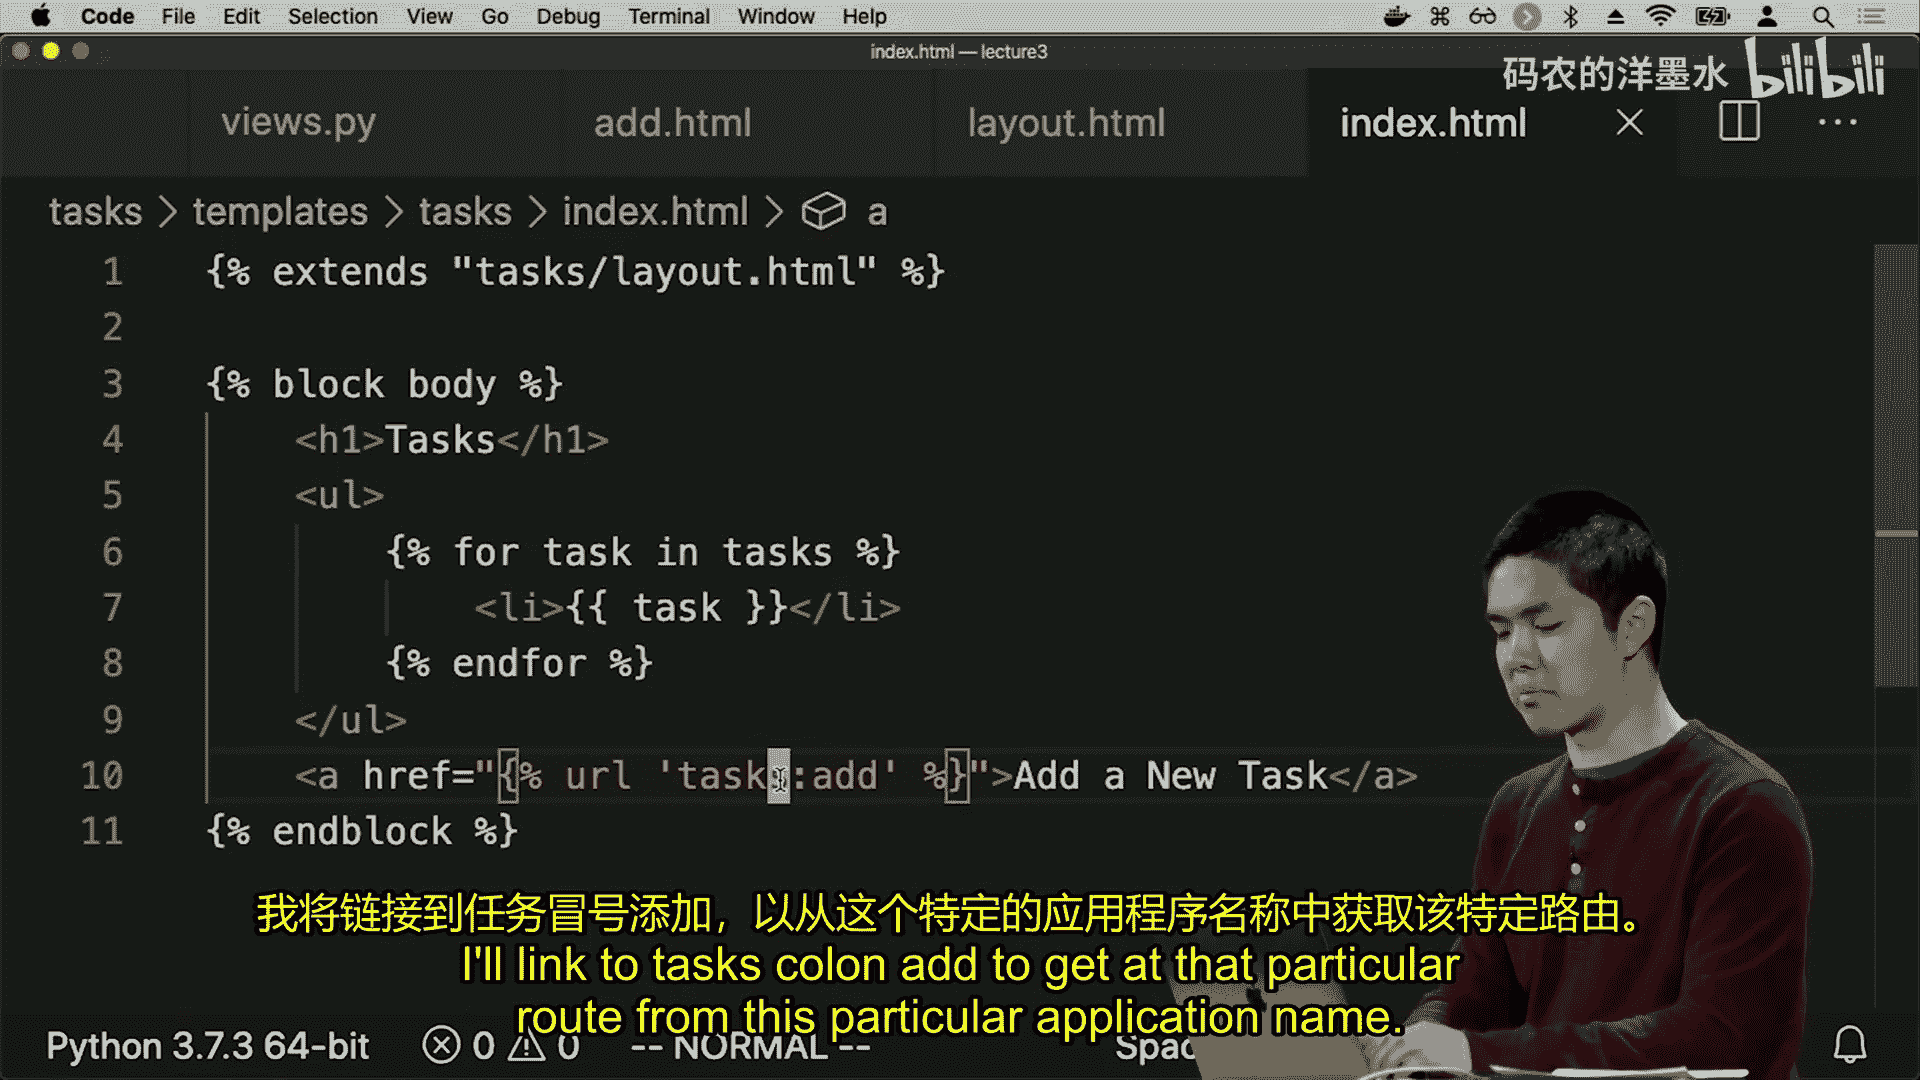 Code File Edit Selection View Go Debug Terminal Window Help
index.html — lecture3
码农的洋墨水 bilibili
views.py add.html layout.html index.html
tasks > templates > tasks > index.html > a
1 {% extends "tasks/layout.html" %}
2
3 {% block body %}
4 <h1>Tasks</h1>
5 <ul>
6 {% for task in tasks %}
7 <li>{{ task }}</li>
8 {% endfor %}
9 </ul>
10 <a href="{% url 'tasks:add' %}">Add a New Task</a>
11 {% endblock %}
我将链接到任务冒号添加，以从这个特定的应用程序名称中获取该特定路由。
I'll link to tasks colon add to get at that particular
route from this particular application name.
Python 3.7.3 64-bit 0 0 -- NORMAL --